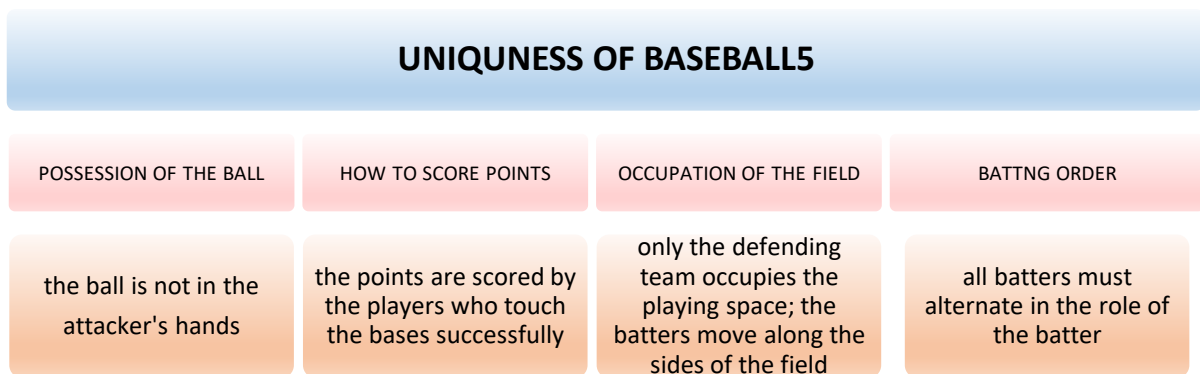 UNIQUNESS OF BASEBALL5
POSSESSION OF THE BALL
HOW TO SCORE POINTS
OCCUPATION OF THE FIELD
BATTNG ORDER
the ball is not in the
attacker's hands
the points are scored by
the players who touch
the bases successfully
only the defending
team occupies the
playing space; the
batters move along the
sides of the field
all batters must
alternate in the role of
the batter